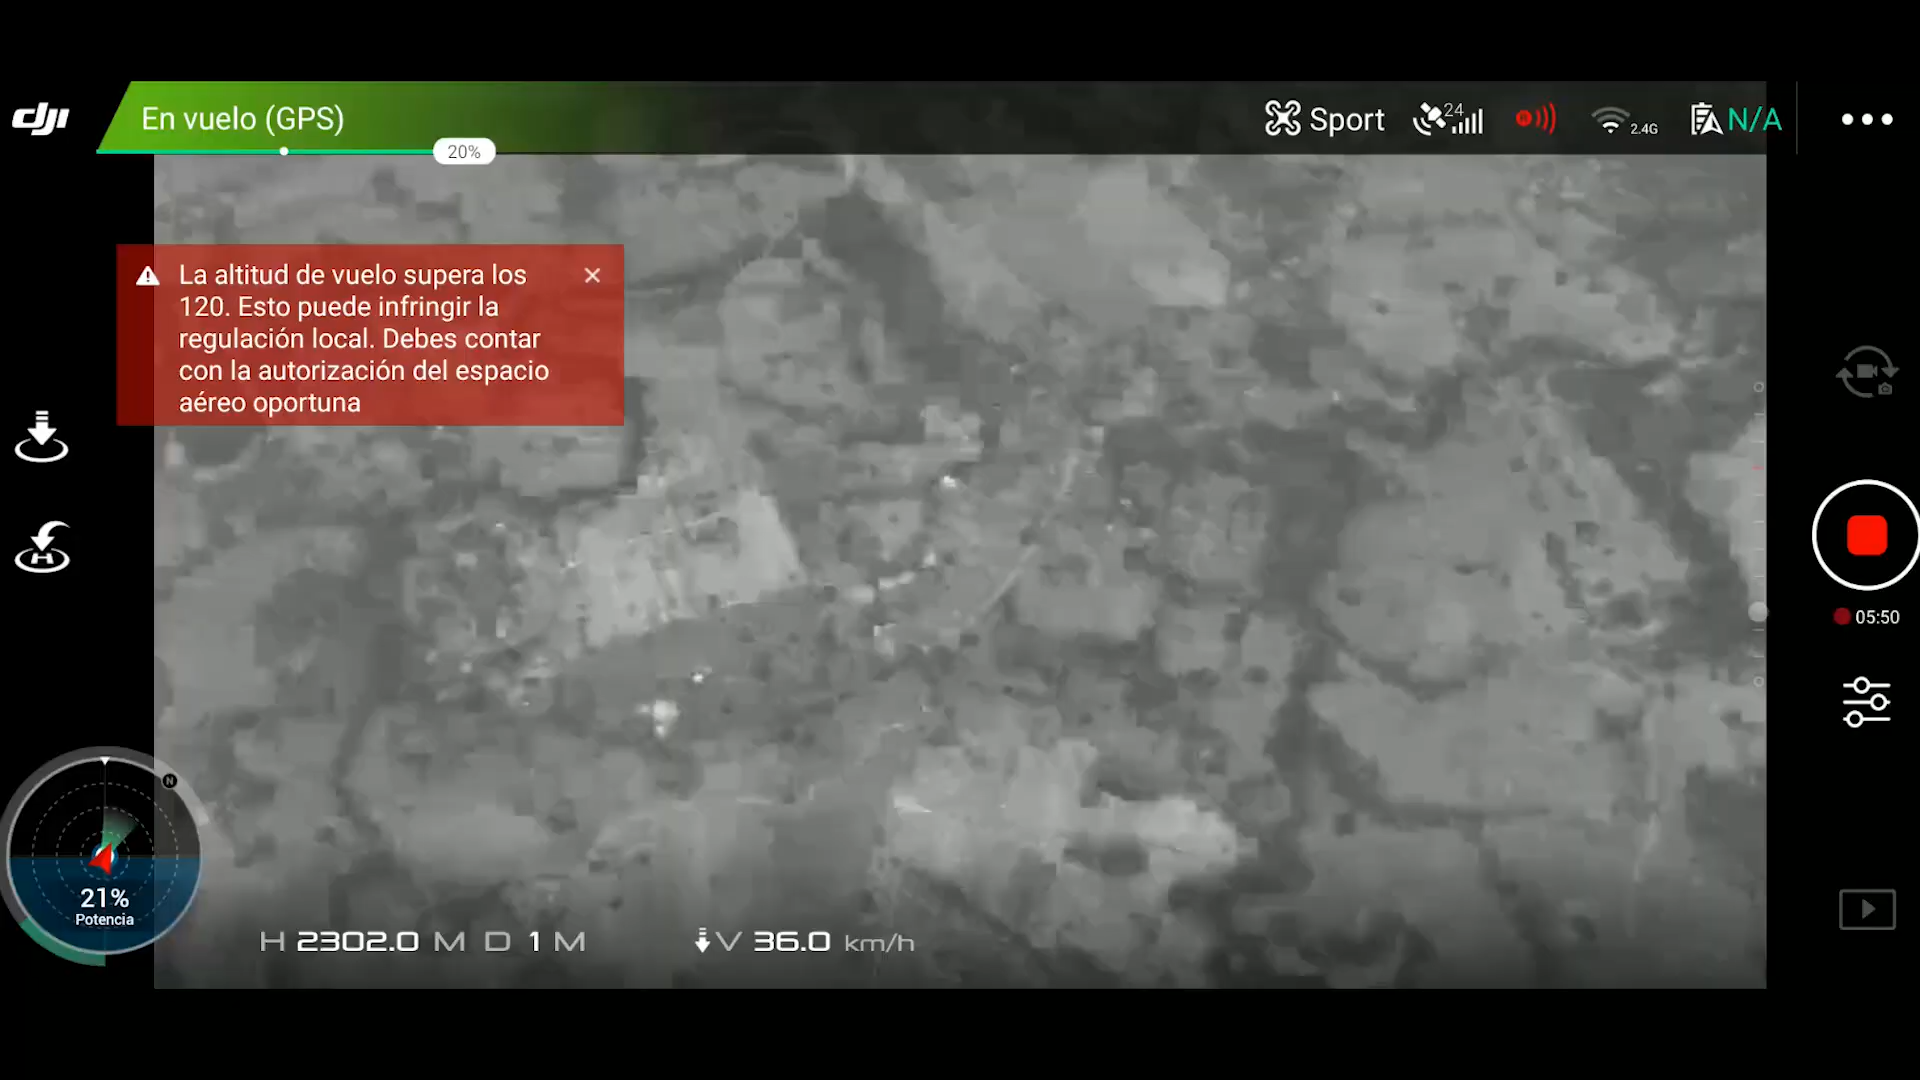 dji
En vuelo (GPS)
Sport
24
2.4G
N/A
20%
La altitud de vuelo supera los
120. Esto puede infringir la
regulación local. Debes contar
con la autorización del espacio
aéreo oportuna
05:50
N
21%
Potencia
H 2302.0 M D 1 M
V 36.0 km/h